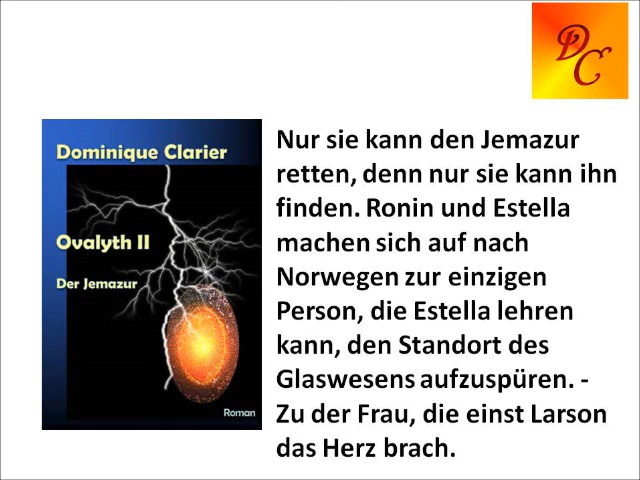 DC
Dominique Clarier
Ovalyth II
Der Jemazur
Roman
Nur sie kann den Jemazur
retten, denn nur sie kann ihn
finden. Ronin und Estella
machen sich auf nach
Norwegen zur einzigen
Person, die Estella lehren
kann, den Standort des
Glaswesens aufzuspüren. -
Zu der Frau, die einst Larson
das Herz brach.